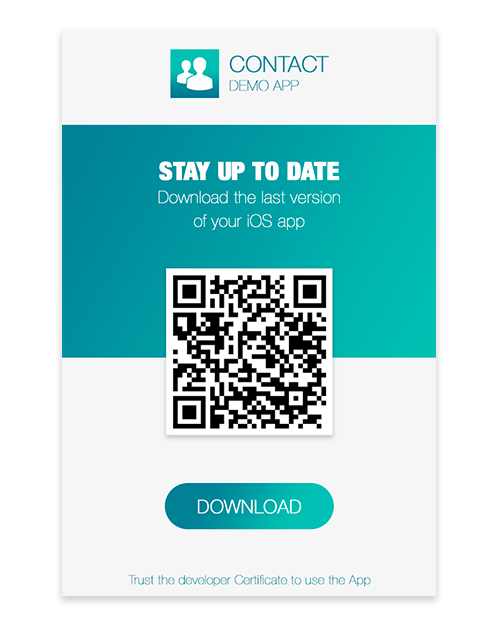 CONTACT
DEMO APP
STAY UP TO DATE
Download the last version
of your iOS app
DOWNLOAD
Trust the developer Certificate to use the App